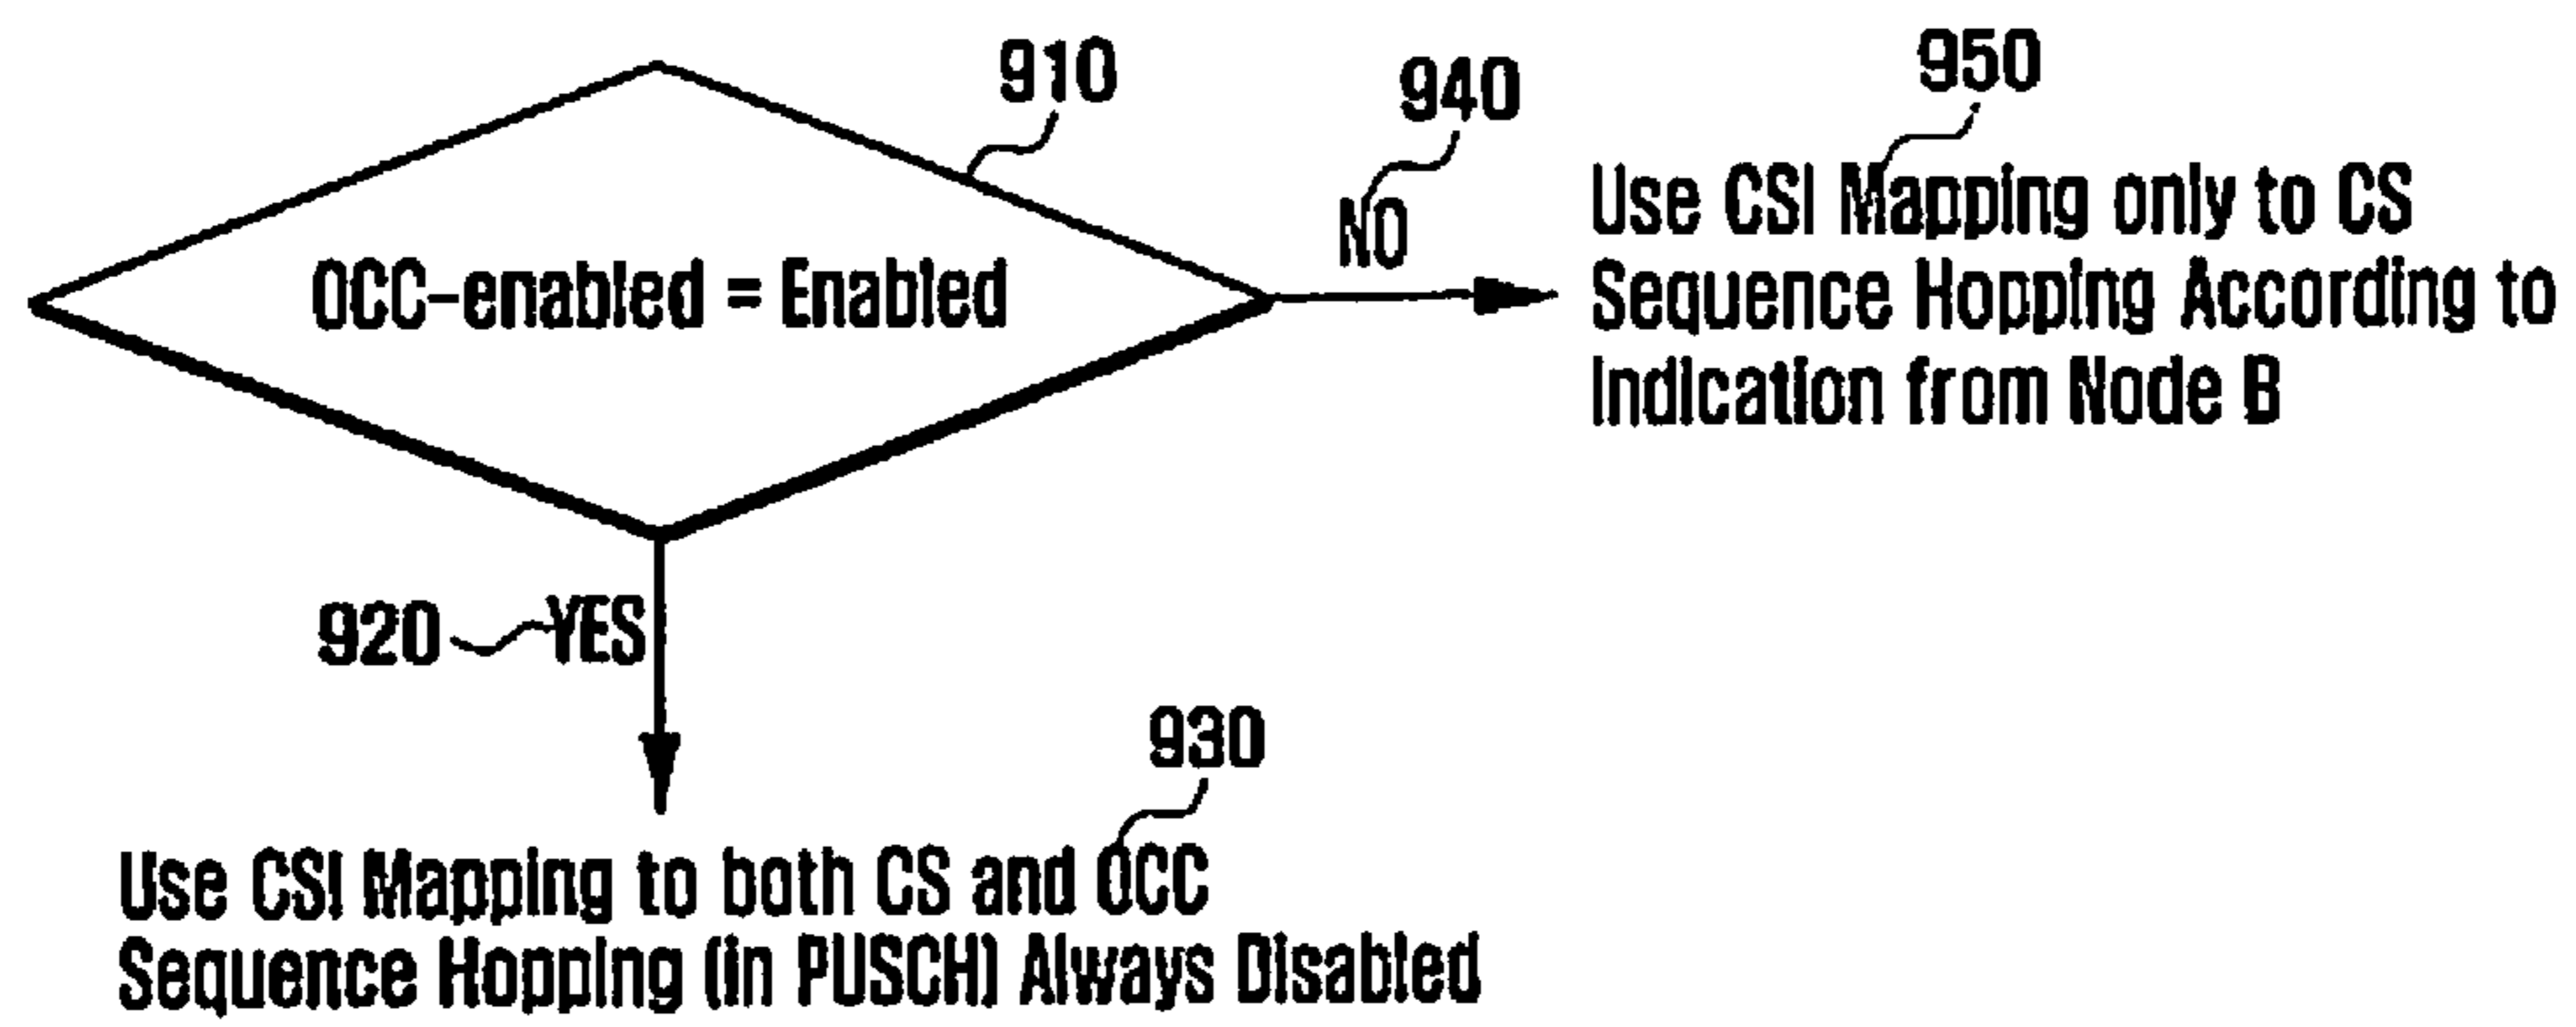 910
940
950
OCC-enabled = Enabled
NO
Use CSI Mapping only to CS
Sequence Hopping According to
Indication from Node B
920
YES
930
Use CSI Mapping to both CS and OCC
Sequence Hopping (in PUSCH) Always Disabled